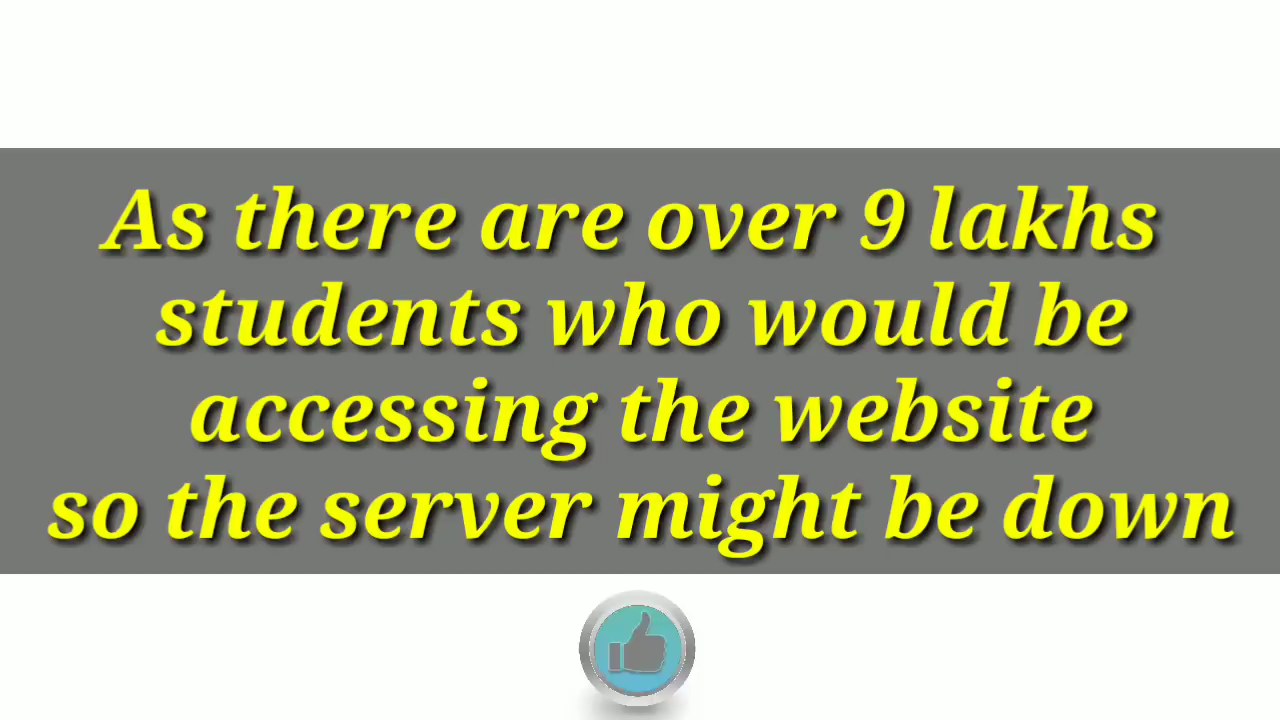 As there are over 9 lakhs
students who would be
accessing the website
so the server might be down